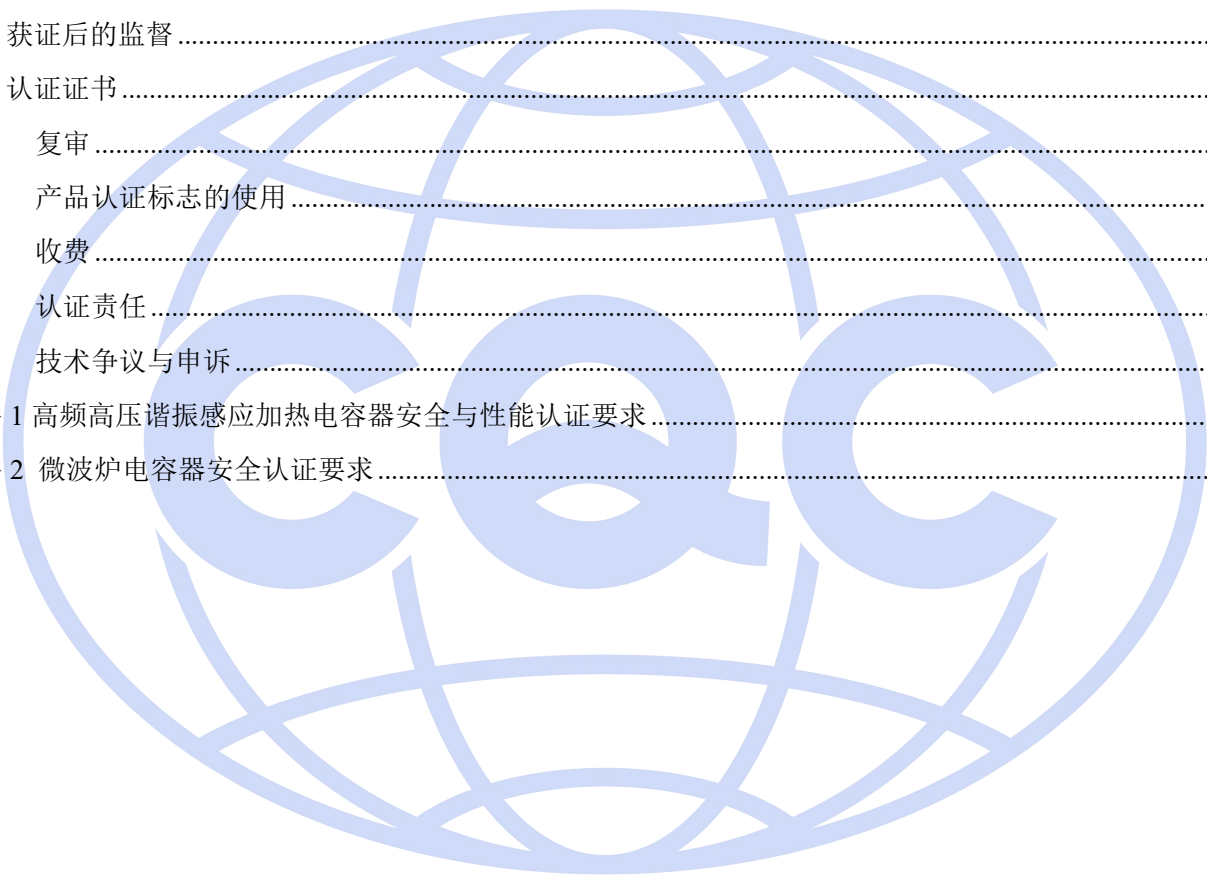 获证后的监督
认证证书
复审
产品认证标志的使用
收费
认证责任
技术争议与申诉
1 高频高压谐振感应加热电容器安全与性能认证要求
2 微波炉电容器安全认证要求
CQC